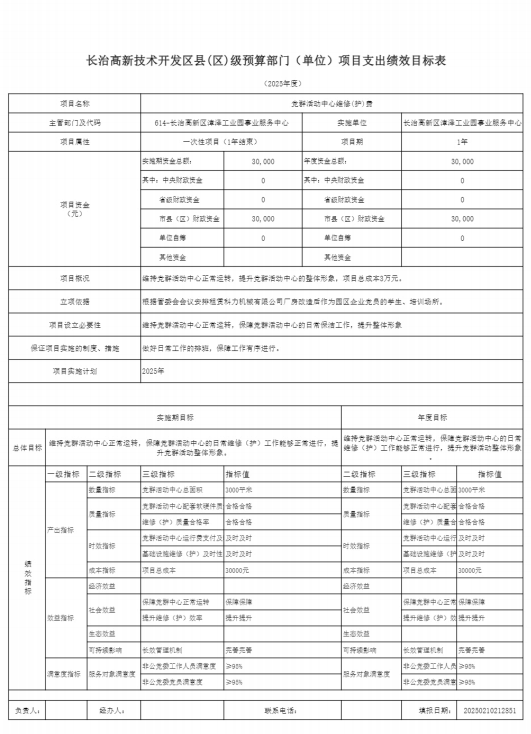 长治高新技术开发区县(区)级预算部门（单位）项目支出绩效目标表
（2025年度）
项目名称 党群活动中心维修(护)费
主管部门及代码 614-长治高新区漳泽工业园事业服务中心 实施单位 长治高新区漳泽工业园事业服务中心
项目属性 一次性项目（1年结束） 项目期 1年
项目资金（元）
实施期资金总额： 30,000 年度资金总额： 30,000
其中：中央财政资金 0 其中：中央财政资金 0
省级财政资金 0 省级财政资金 0
市县（区）财政资金 30,000 市县（区）财政资金 30,000
单位自筹 0 单位自筹 0
其他资金 其他资金
项目概况 维持党群活动中心正常运转，提升党群活动中心的整体形象，项目总成本3万元。
立项依据 根据管委会会议安排租赁科力机械有限公司厂房改造后作为园区企业党员的学生、培训场所。
项目设立必要性 维持党群活动中心正常运转，保障党群活动中心的日常保洁工作，提升整体形象
保证项目实施的制度、措施 做好日常工作的排班，保障工作有序进行。
项目实施计划 2025年
实施期目标 年度目标
总体目标
维持党群活动中心正常运转，保障党群活动中心的日常维修（护）工作能够正常进行，提升党群活动整体形象。
维持党群活动中心正常运转，保障党群活动中心的日常维修（护）工作能够正常进行，提升党群活动整体形象。
绩效指标
一级指标 二级指标 三级指标 指标值 二级指标 三级指标 指标值
产出指标
数量指标 党群活动中心总面积 3000平米 数量指标 党群活动中心总面 3000平米
质量指标 党群活动中心配套软硬件质 合格合格 质量指标 党群活动中心配套 合格合格
维修（护）质量合格率 合格合格 维修（护）质量合 合格合格
时效指标 党群活动中心运行费支付及 及时及时 时效指标 党群活动中心运行 及时及时
基础设施维修（护）及时性 及时及时 基础设施维修（护 及时及时
成本指标 项目总成本 30000元 成本指标 项目总成本 30000元
效益指标
经济效益 经济效益
社会效益 保障党群中心正常运转 保障保障 社会效益 保障党群中心正常 保障保障
提升维修（护）效率 提升提升 提升维修（护）效 提升提升
生态效益 生态效益
可持续影响 长效管理机制 完善完善 可持续影响 长效管理机制 完善完善
满意度指标
服务对象满意度 非公党委工作人员满意度 ≥95% 服务对象满意度 非公党委工作人员 ≥95%
非公党委党员满意度 ≥95% 非公党委党员满意 ≥95%
负责人： 经办人： 联系电话： 填报日期： 20250210212851